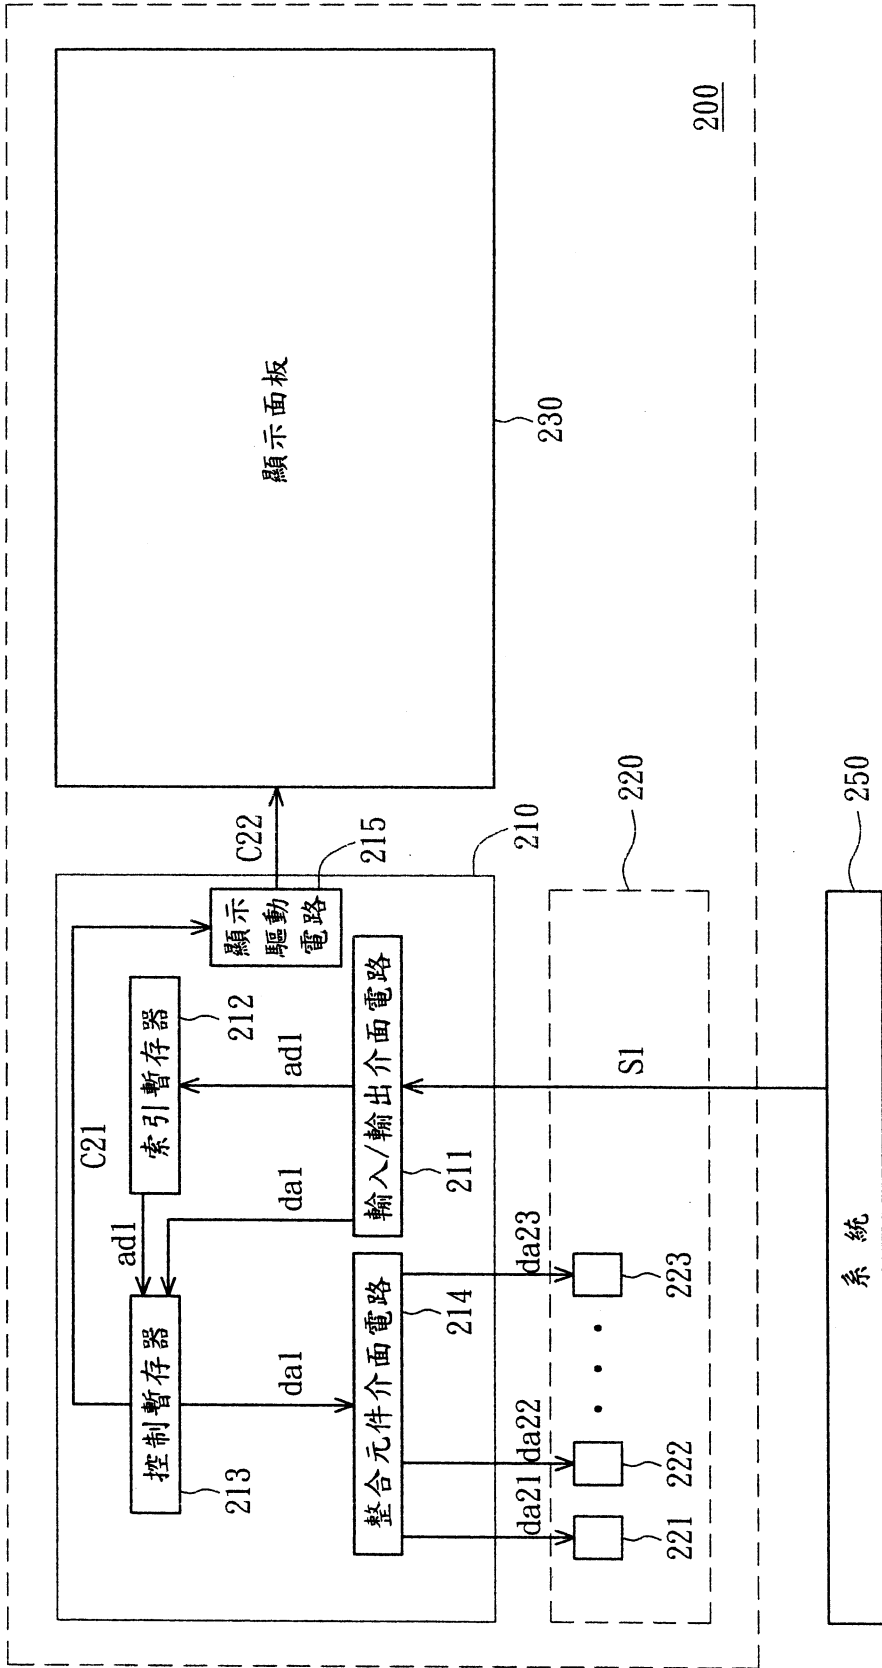 200
顯示面板
230
C22
215
210
220
250
顯示
驅動
電路
C21
索引暫存器
212
ad1
ad1
da1
輸入/輸出介面電路
211
S1
控制暫存器
213
da1
整合元件介面電路
214
da21
da22
da23
221
222
223
系統